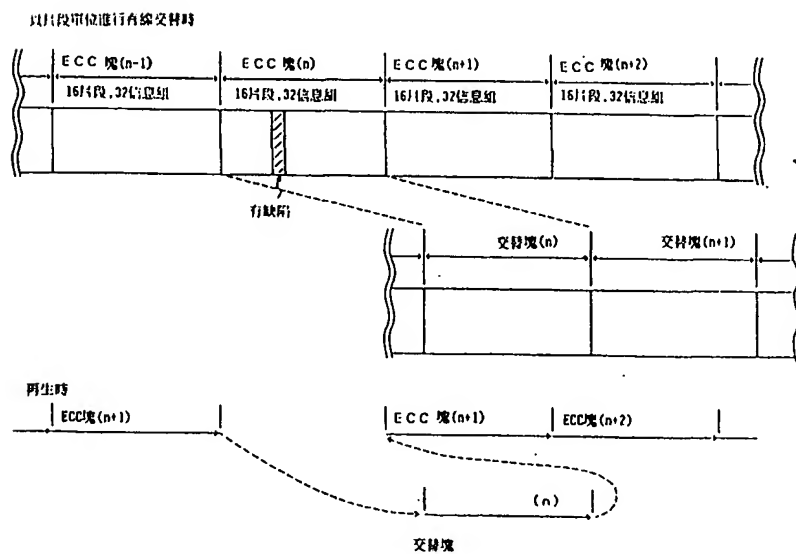 以片段單位進行直線交替時
ECC 塊(n-1) ECC 塊(n) ECC 塊(n+1) ECC 塊(n+2)
16片段,32信息組 16片段,32信息組 16片段,32信息組 16片段,32信息組
有缺陷
交替塊(n) 交替塊(n+1)
再生時
ECC塊(n+1) ECC 塊(n+1) ECC塊(n+2)
(n)
交替塊